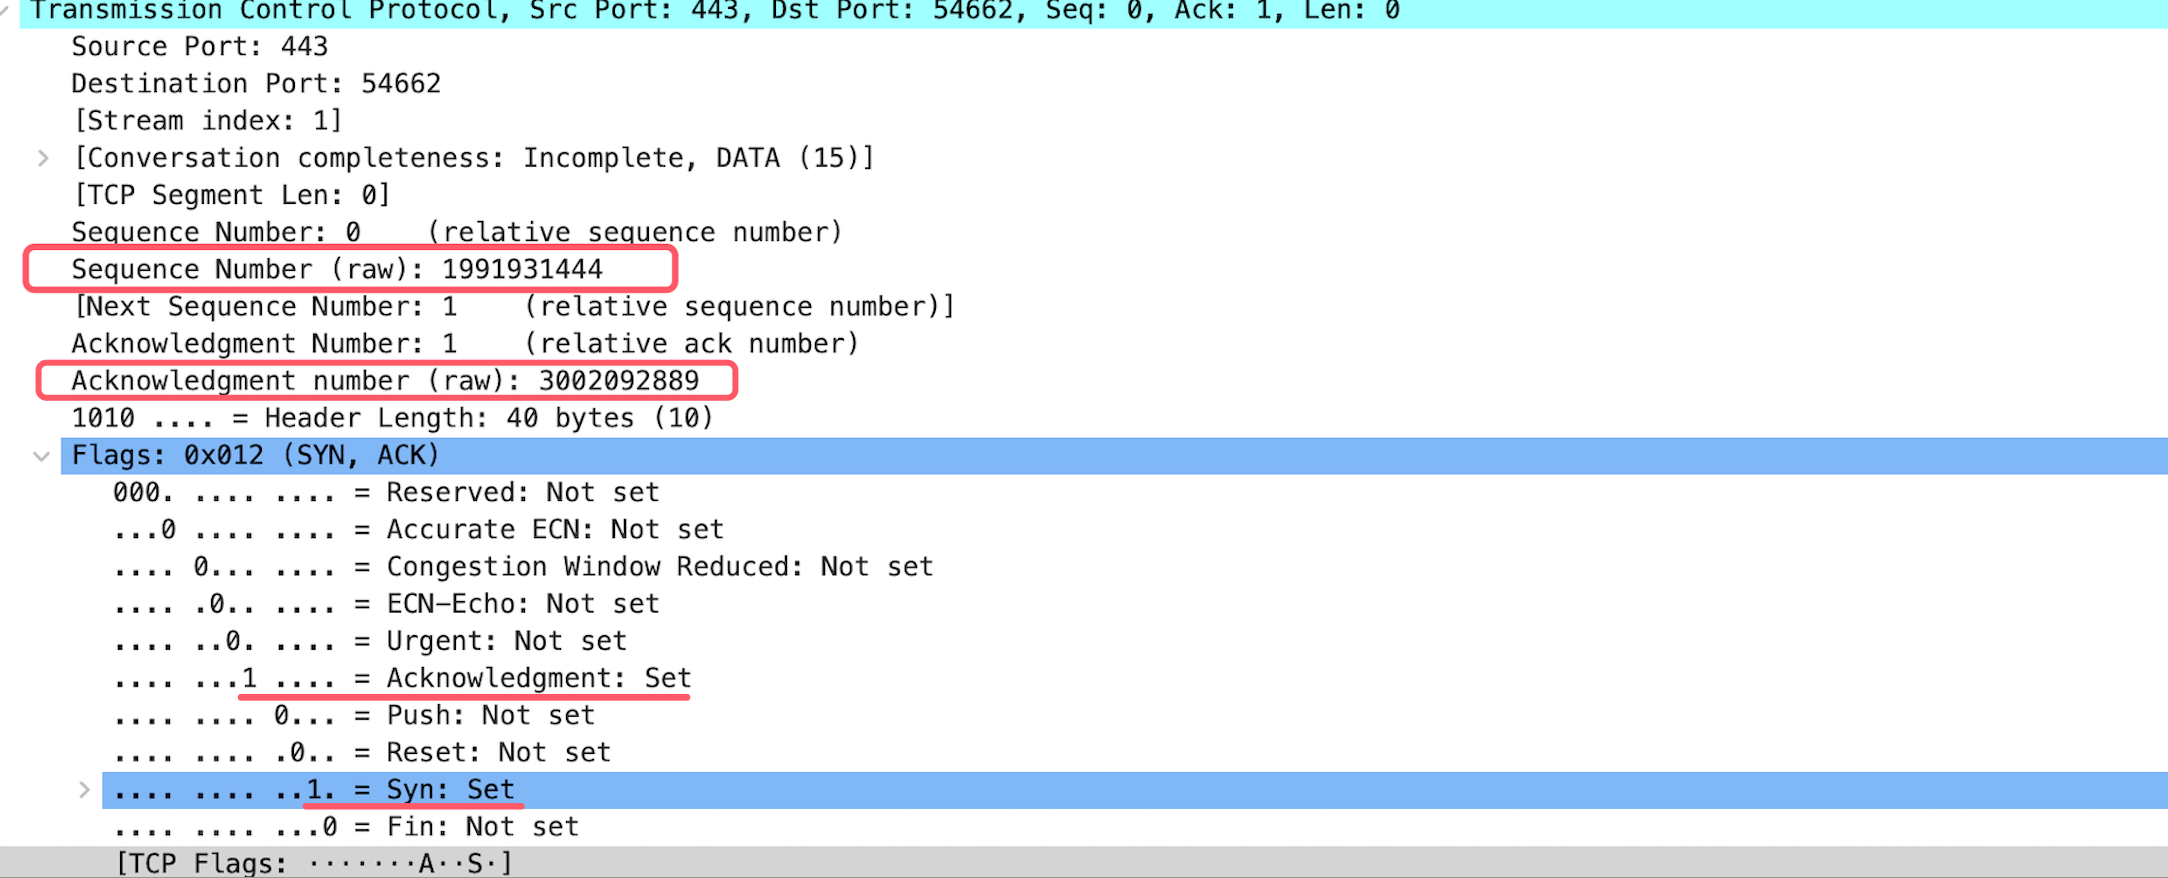 Transmission Control Protocol, Src Port: 443, Dst Port: 54662, Seq: 0, Ack: 1, Len: 0
Source Port: 443
Destination Port: 54662
[Stream index: 1]
[Conversation completeness: Incomplete, DATA (15)]
[TCP Segment Len: 0]
Sequence Number: 0    (relative sequence number)
Sequence Number (raw): 1991931444
[Next Sequence Number: 1    (relative sequence number)]
Acknowledgment Number: 1    (relative ack number)
Acknowledgment number (raw): 3002092889
1010 .... = Header Length: 40 bytes (10)
Flags: 0x012 (SYN, ACK)
000. .... .... = Reserved: Not set
...0 .... .... = Accurate ECN: Not set
.... 0... .... = Congestion Window Reduced: Not set
.... .0.. .... = ECN-Echo: Not set
.... ..0. .... = Urgent: Not set
.... ...1 .... = Acknowledgment: Set
.... .... 0... = Push: Not set
.... .... .0.. = Reset: Not set
.... .... ..1. = Syn: Set
.... .... ...0 = Fin: Not set
[TCP Flags: ·······A··S·]